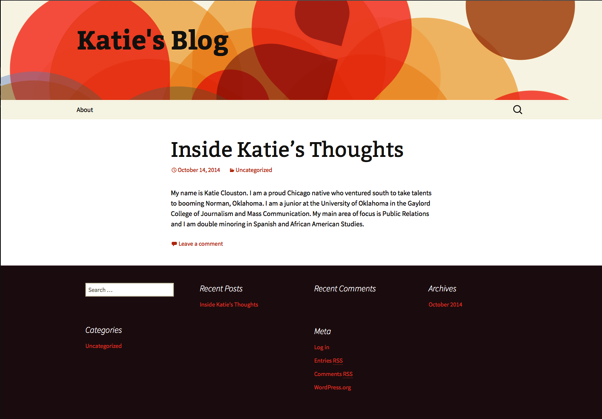 Katie's Blog
About
Inside Katie's Thoughts
October 14, 2014 Uncategorized
My name is Katie Clouston. I am a proud Chicago native who ventured south to take talents
to booming Norman, Oklahoma. I am a junior at the University of Oklahoma in the Gaylord
College of Journalism and Mass Communication. My main area of focus is Public Relations
and I am double minoring in Spanish and African American Studies.
Leave a comment
Search …
Categories
Uncategorized
Recent Posts
Inside Katie's Thoughts
Recent Comments
Meta
Log in
Entries RSS
Comments RSS
WordPress.org
Archives
October 2014